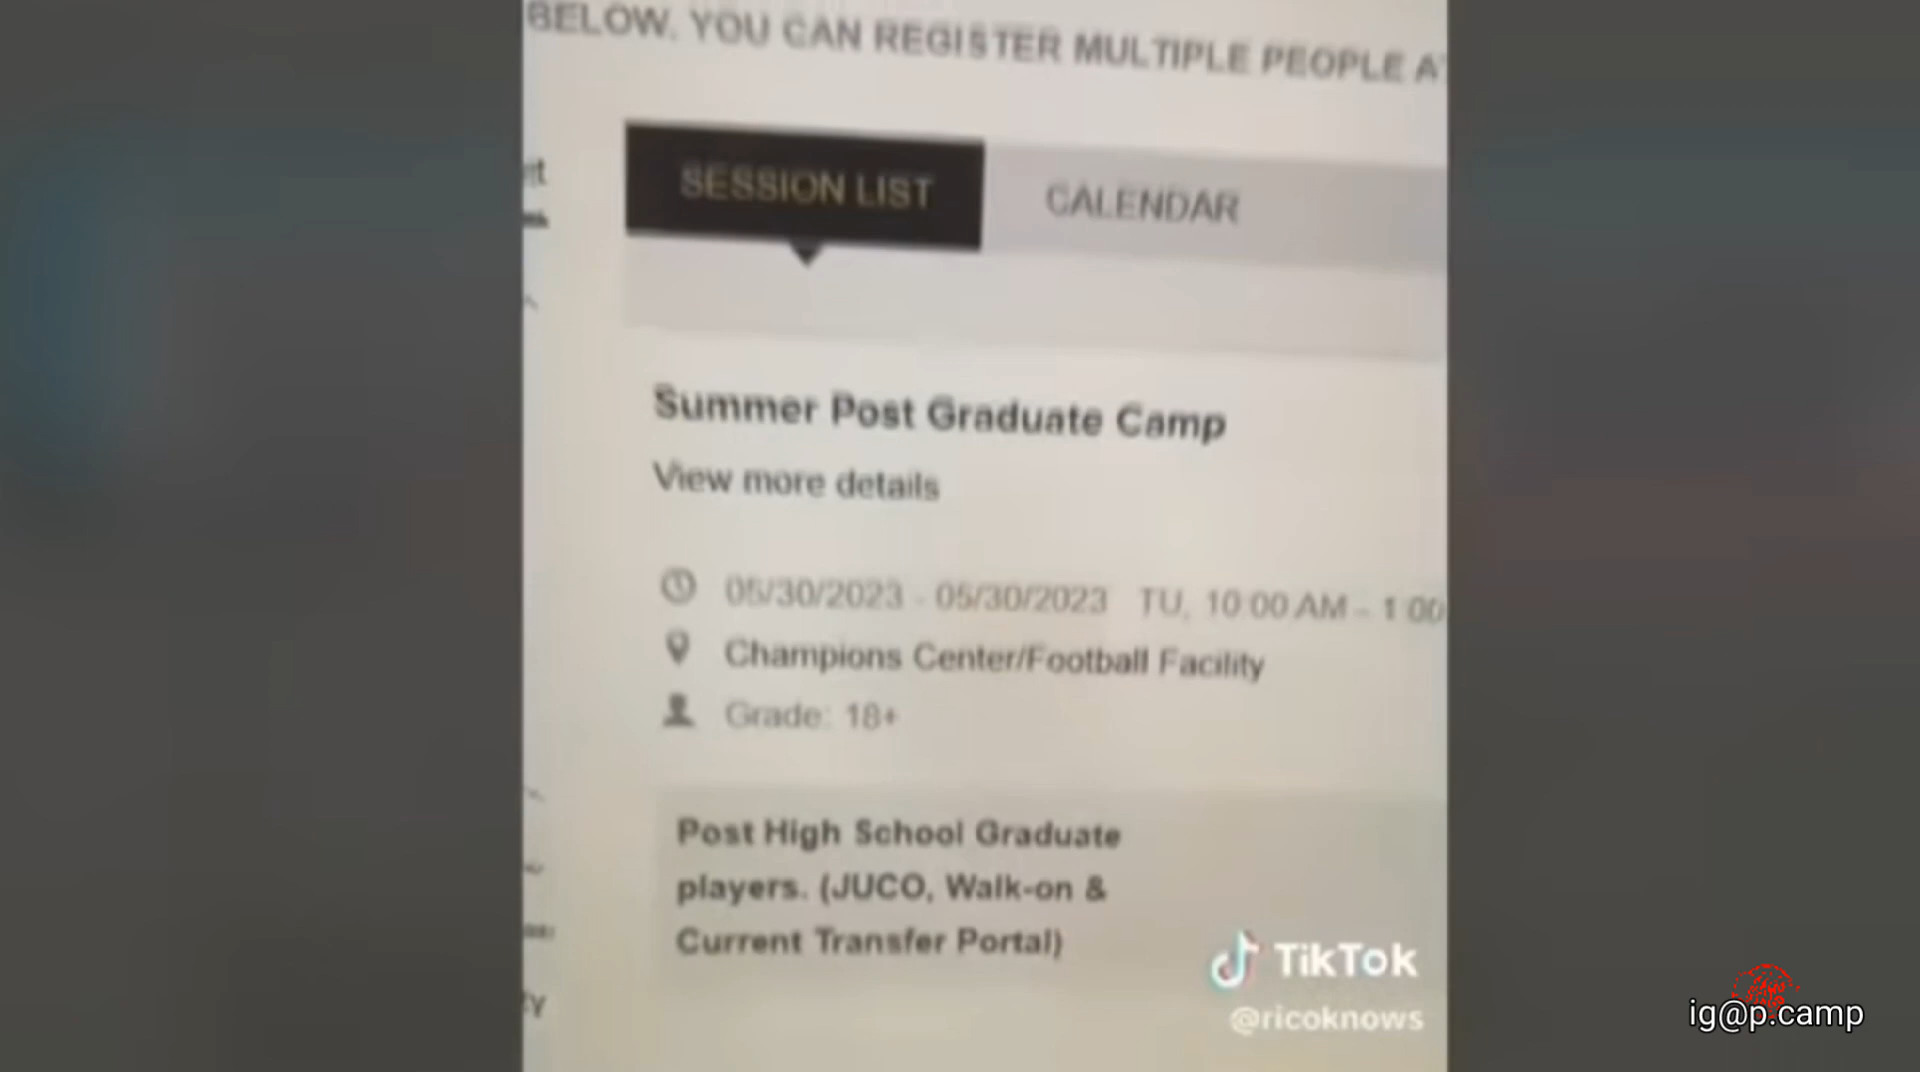 BELOW. YOU CAN REGISTER MULTIPLE PEOPLE A
SESSION LIST
CALENDAR
Summer Post Graduate Camp
View more details
05/30/2023 - 05/30/2023 TU, 10:00 AM - 1:00
Champions Center/Football Facility
Grade: 18+
Post High School Graduate
players. (JUCO, Walk-on &
Current Transfer Portal)
TikTok
@ricoknows
ig@p.camp